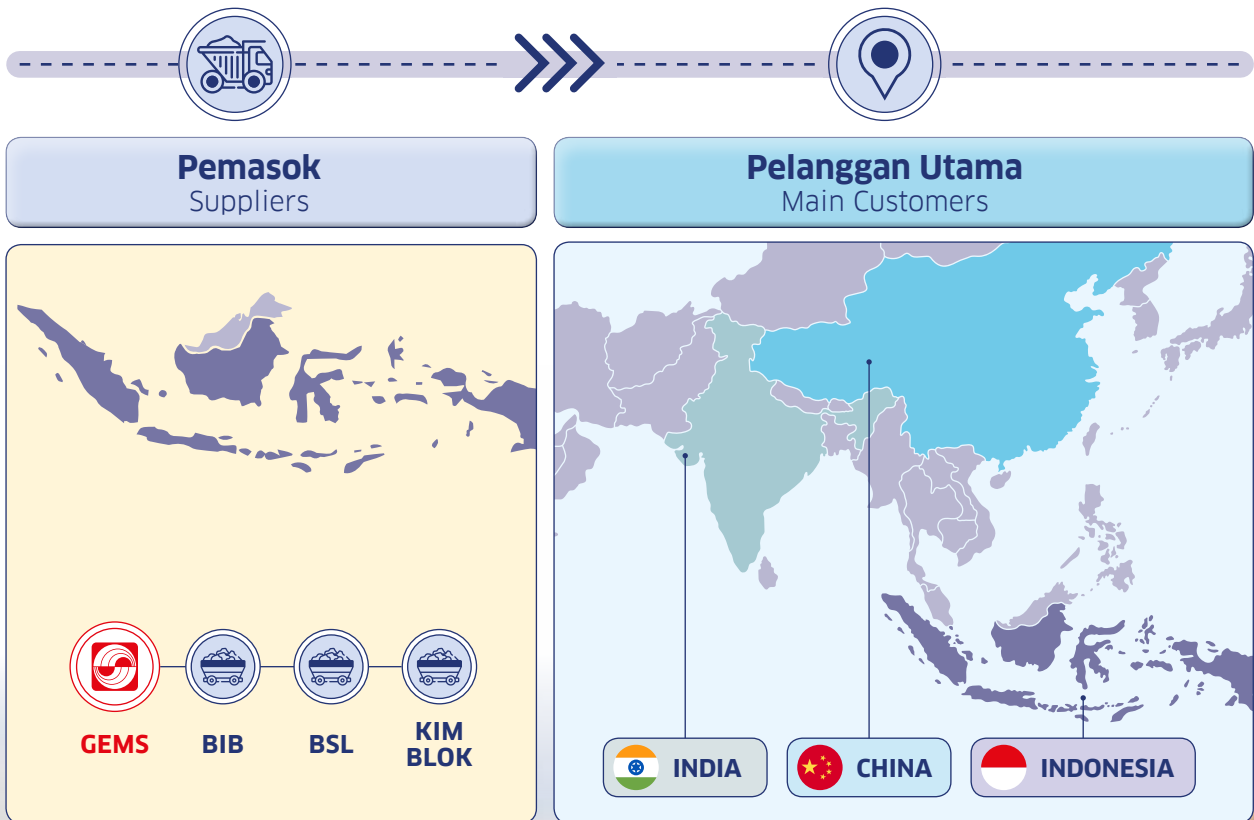 Pemasok
Suppliers
Pelanggan Utama
Main Customers
GEMS
BIB
BSL
KIM
BLOK
INDIA
CHINA
INDONESIA